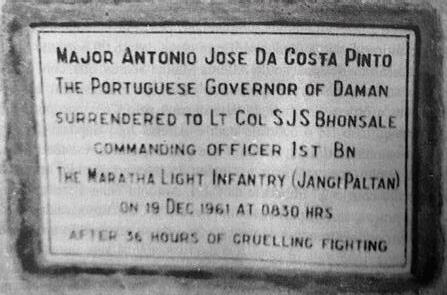 MAJOR ANTONIO JOSE DA COSTA PINTO
THE PORTUGUESE GOVERNOR OF DAMAN
SURRENDERED TO LT COL SJS BHONSALE
COMMANDING OFFICER 1ST BN
THE MARATHA LIGHT INFANTRY (JANGI PALTAN)
ON 19 DEC 1961 AT 0830 HRS
AFTER 36 HOURS OF GRUELLING FIGHTING